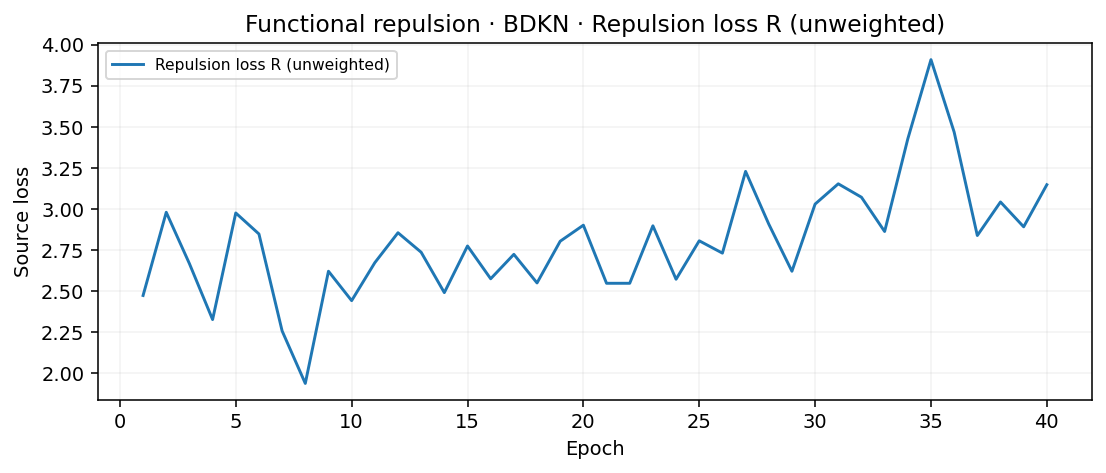 Functional repulsion · BDKN · Repulsion loss R (unweighted)
Repulsion loss R (unweighted)
Source loss
4.00
3.75
3.50
3.25
3.00
2.75
2.50
2.25
2.00
0 5 10 15 20 25 30 35 40
Epoch